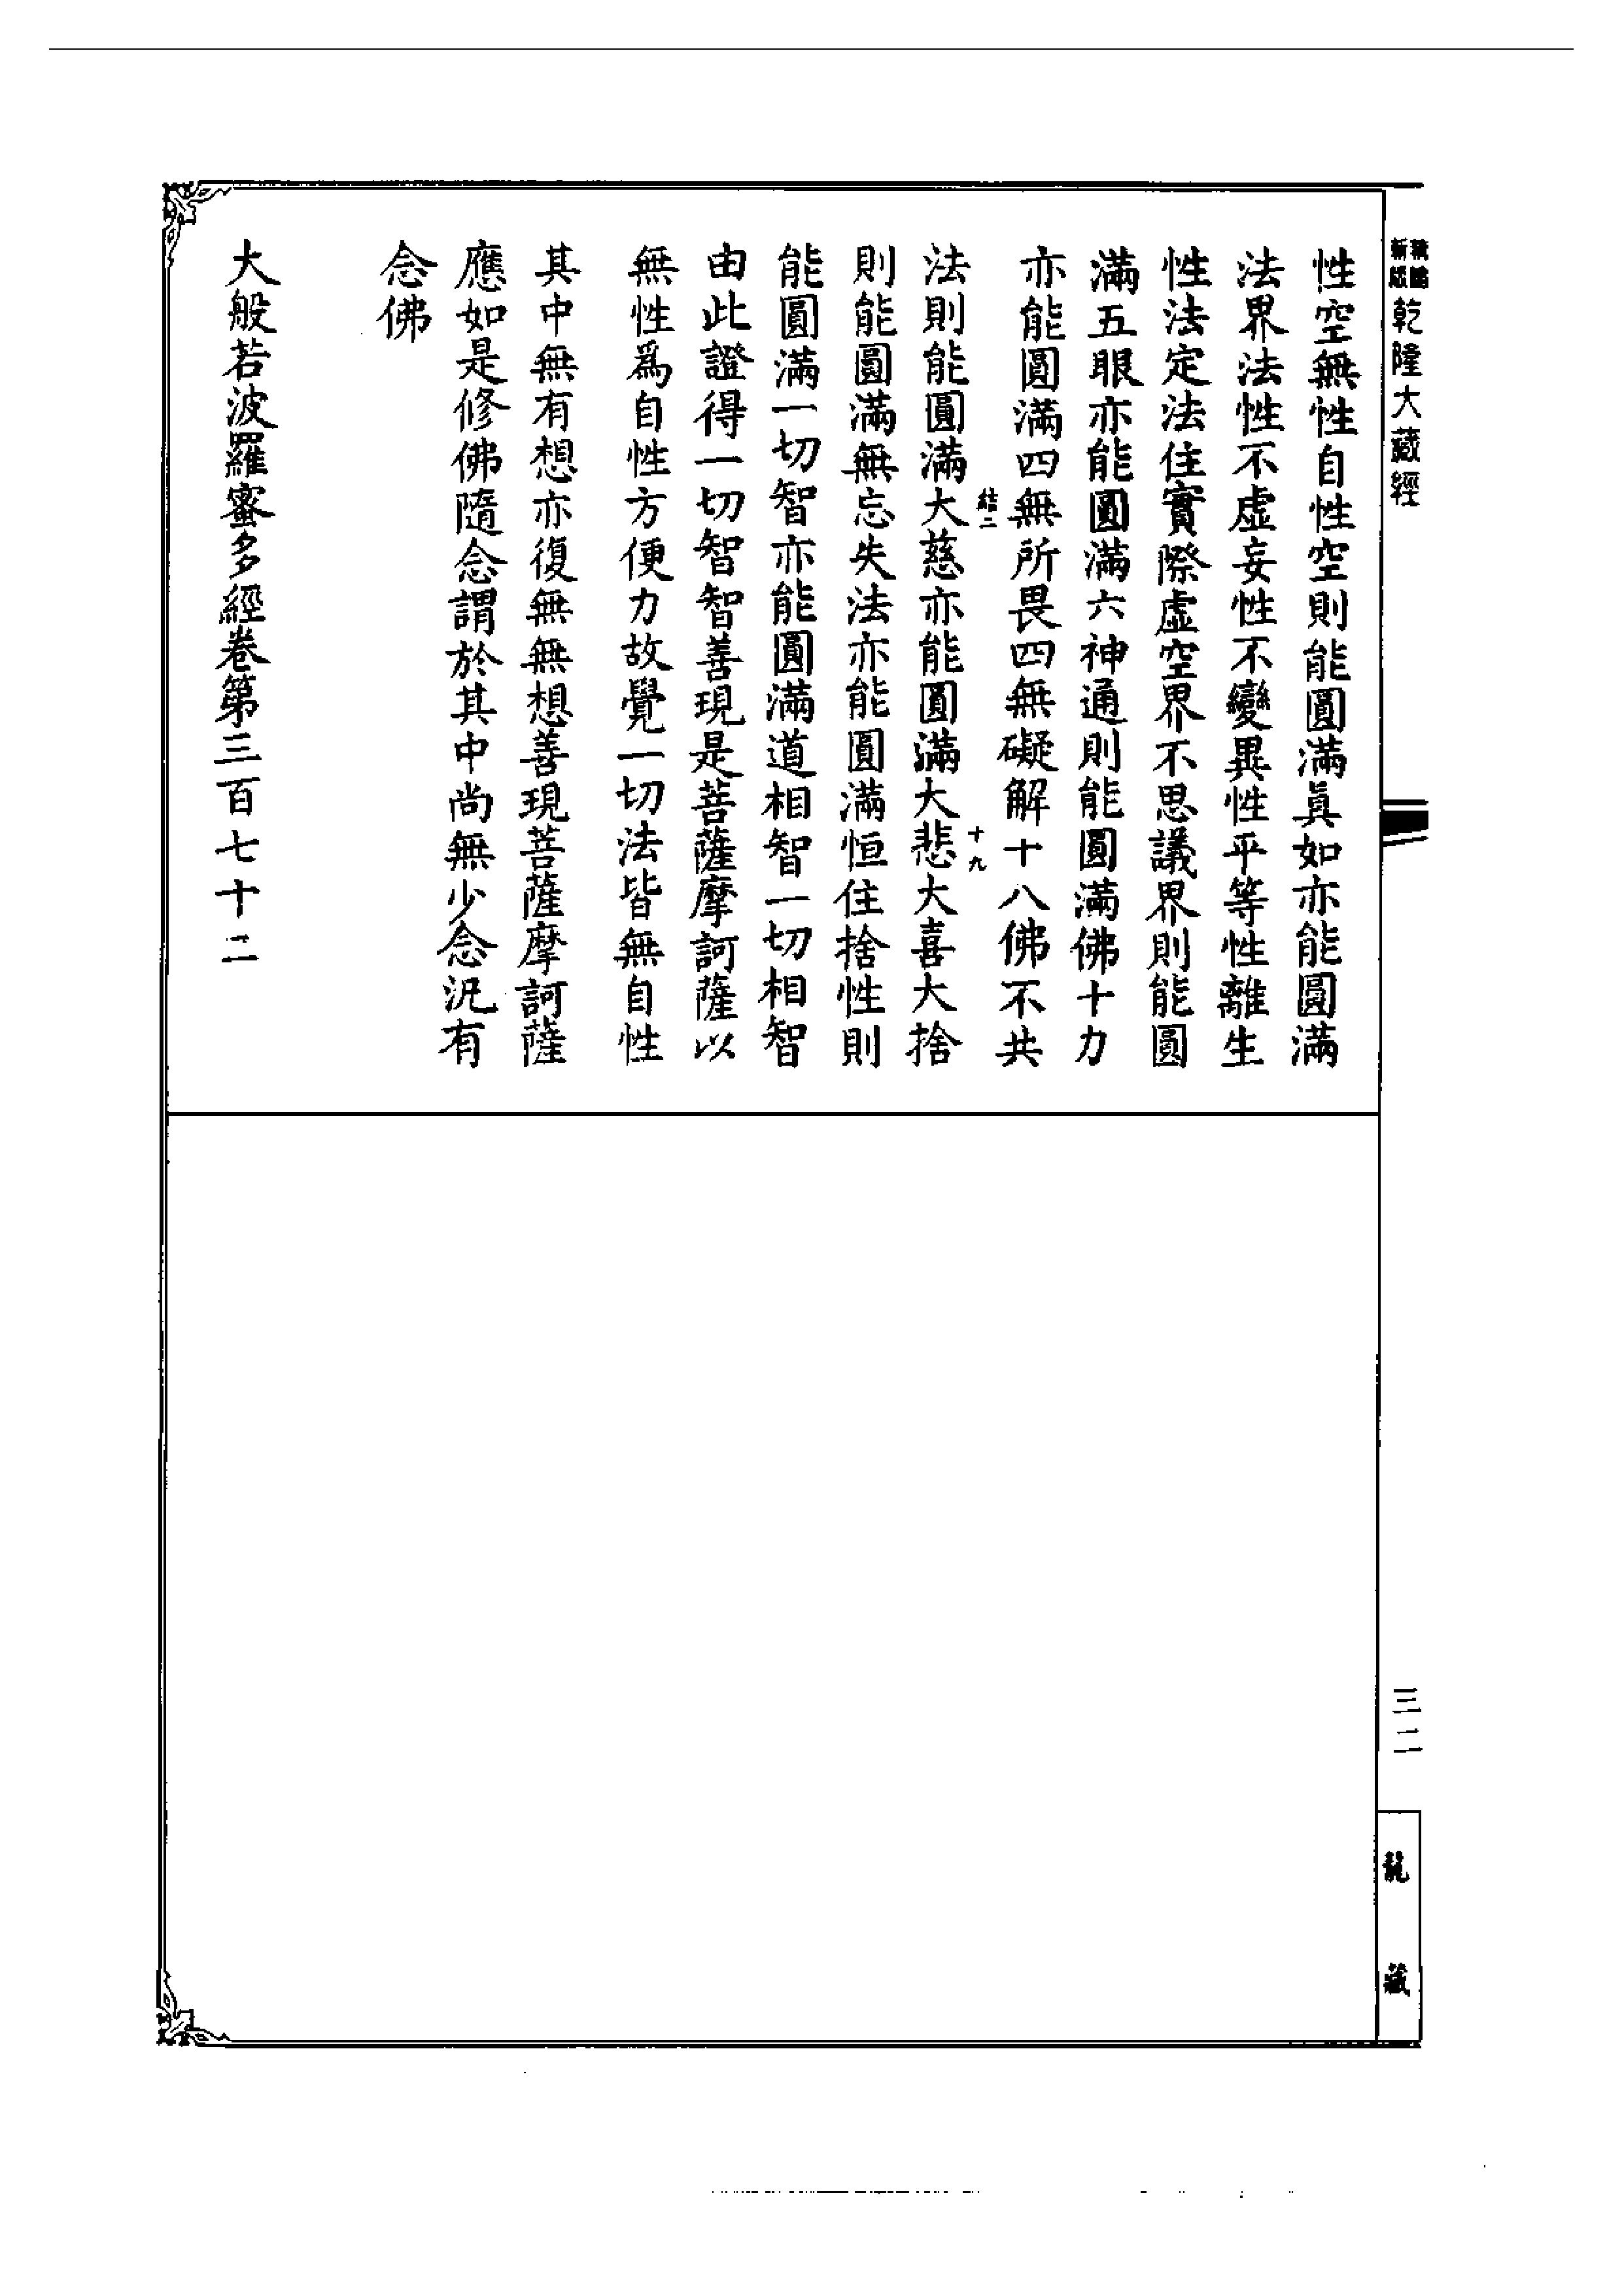 乾隆大藏經
三二
龍藏
性空無性自性空則能圓滿眞如亦能圓滿
法界法性不虛妄性不變異性平等性離生
性法定法住實際虛空界不思議界則能圓
滿五眼亦能圓滿六神通則能圓滿佛十力
亦能圓滿四無所畏四無礙解十八佛不共
結二
十九
法則能圓滿大慈亦能圓滿大悲大喜大捨
則能圓滿無忘失法亦能圓滿恒住捨性則
能圓滿一切智亦能圓滿道相智一切相智
由此證得一切智智善現是菩薩摩訶薩以
無性爲自性方便力故覺一切法皆無自性
其中無有想亦復無無想善現菩薩摩訶薩
應如是修佛隨念謂於其中尚無少念況有
念佛
大般若波羅蜜多經卷第三百七十二